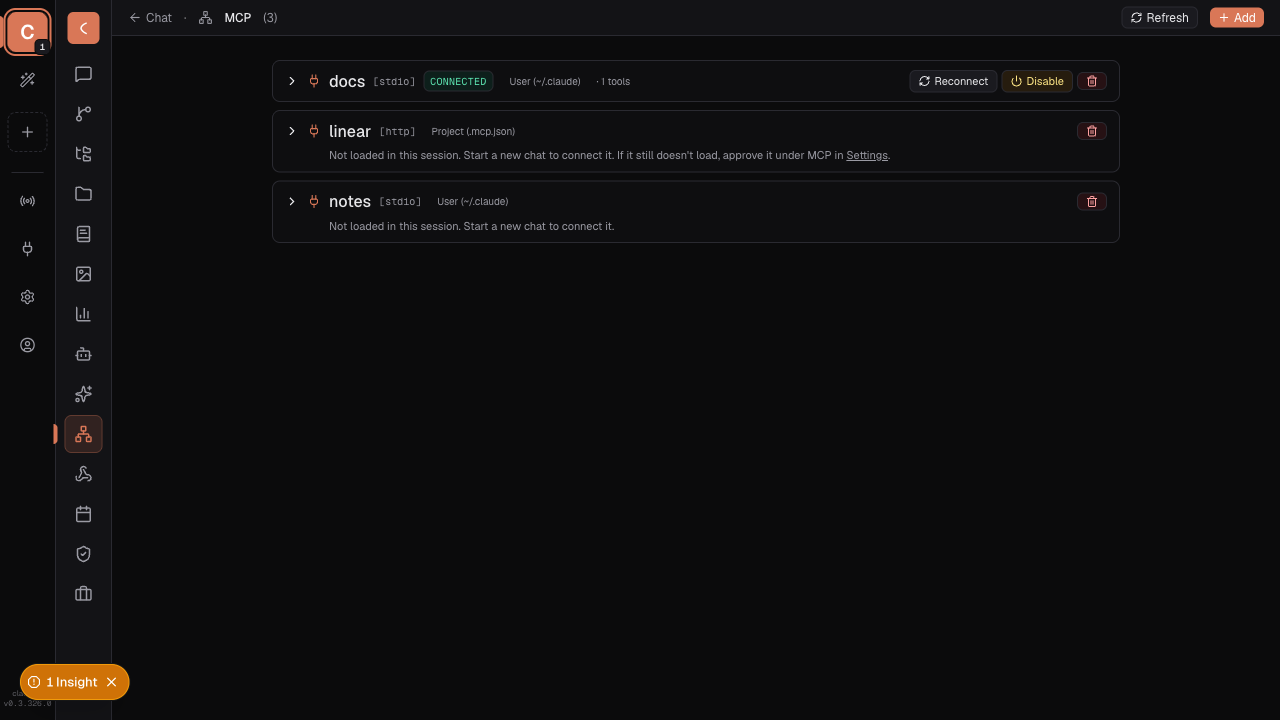 C
1
Chat · MCP (3)
Refresh
Add
docs [stdio] CONNECTED User (~/.claude) · 1 tools
Reconnect
Disable
linear [http] Project (.mcp.json)
Not loaded in this session. Start a new chat to connect it. If it still doesn't load, approve it under MCP in Settings.
notes [stdio] User (~/.claude)
Not loaded in this session. Start a new chat to connect it.
1 Insight
v0.3.326.0